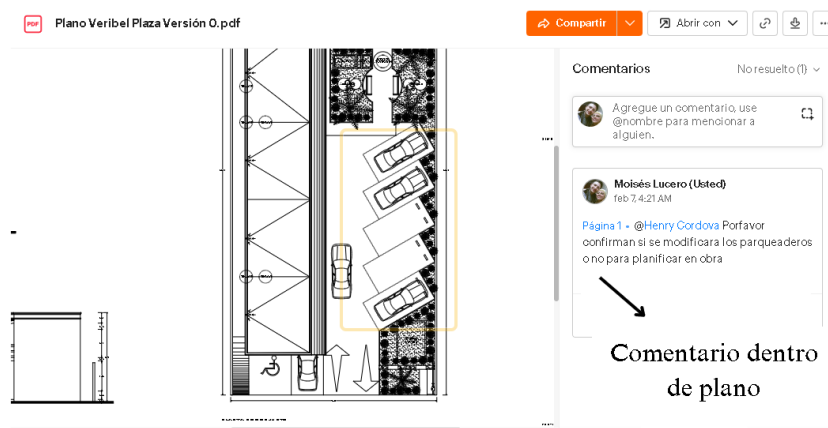 PDF Plano Veribel Plaza Versión 0.pdf
Compartir
Abrir con
Comentarios
No resuelto (1)
Agregue un comentario, use
@nombre para mencionar a
alguien.
Moisés Lucero (Usted)
feb 7, 4:21 AM
Página 1 • @Henry Cordova Porfavor
confirman si se modificara los parqueaderos
o no para planificar en obra
Comentario dentro
de plano